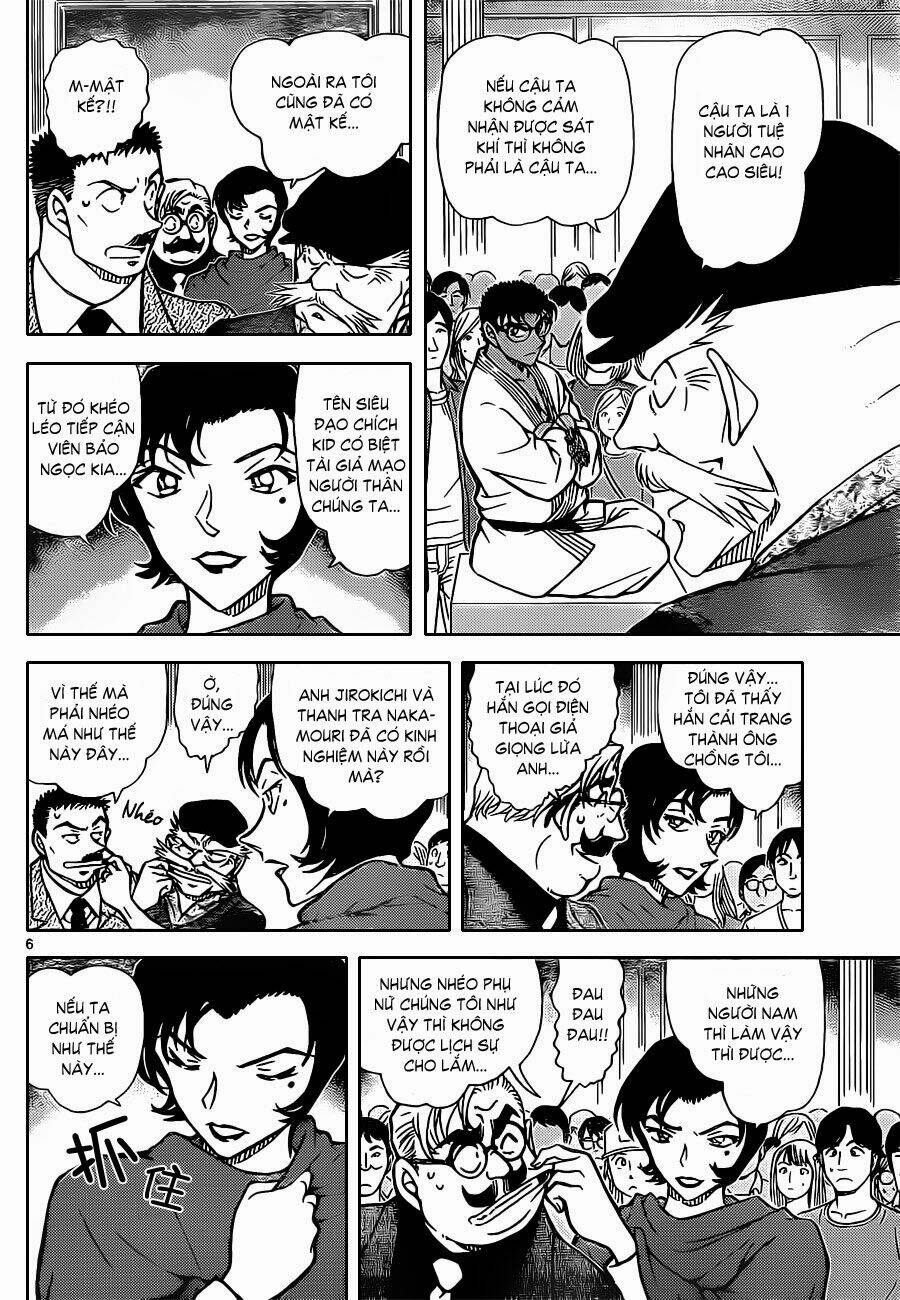 CẬU TA LÀ 1
NGƯỜI TUỆ
NHÂN CAO
CAO SIÊU!
NẾU CẬU TA
KHÔNG CẢM
NHẬN ĐƯỢC SÁT
KHÍ THÌ KHÔNG
PHẢI LÀ CẬU TA...
NGOÀI RA TÔI
CŨNG ĐÃ CÓ
MẬT KẾ...
M-MẬT
KẾ?!!
TÊN SIÊU
ĐẠO CHÍCH
KID CÓ BIỆT
TÀI GIẢ MẠO
NGƯỜI THÂN
CHÚNG TA...
TỪ ĐÓ KHÉO
LÉO TIẾP CẬN
VIÊN BẢO
NGỌC KIA...
ĐÚNG VẬY...
TÔI ĐÃ THẤY
HẮN CẢI TRANG
THÀNH ÔNG
CHỒNG TÔI...
TẠI LÚC ĐÓ
HẮN GỌI ĐIỆN
THOẠI GIẢ
GIỌNG LỪA
ANH...
ANH JIROKICHI VÀ
THANH TRA NAKA-
MOURI ĐÃ CÓ KINH
NGHIỆM NÀY RỒI
MÀ?
Ờ,
ĐÚNG
VẬY...
VÌ THẾ MÀ
PHẢI NHÉO
MÁ NHƯ THẾ
NÀY ĐÂY...
Nhéo
6
NHỮNG
NGƯỜI NAM
THÌ LÀM VẬY
THÌ ĐƯỢC...
ĐAU
ĐAU
ĐAU!!
NHƯNG NHÉO PHỤ
NỮ CHÚNG TÔI NHƯ
VẬY THÌ KHÔNG
ĐƯỢC LỊCH SỰ
CHO LẮM...
NẾU TA
CHUẨN BỊ
NHƯ THẾ
NÀY...
抓住